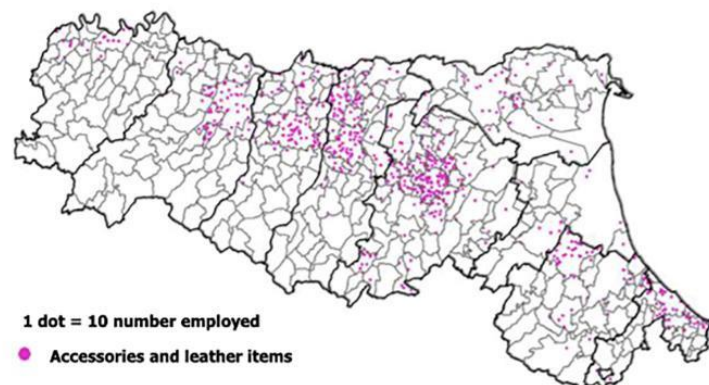 1 dot = 10 number employed
Accessories and leather items